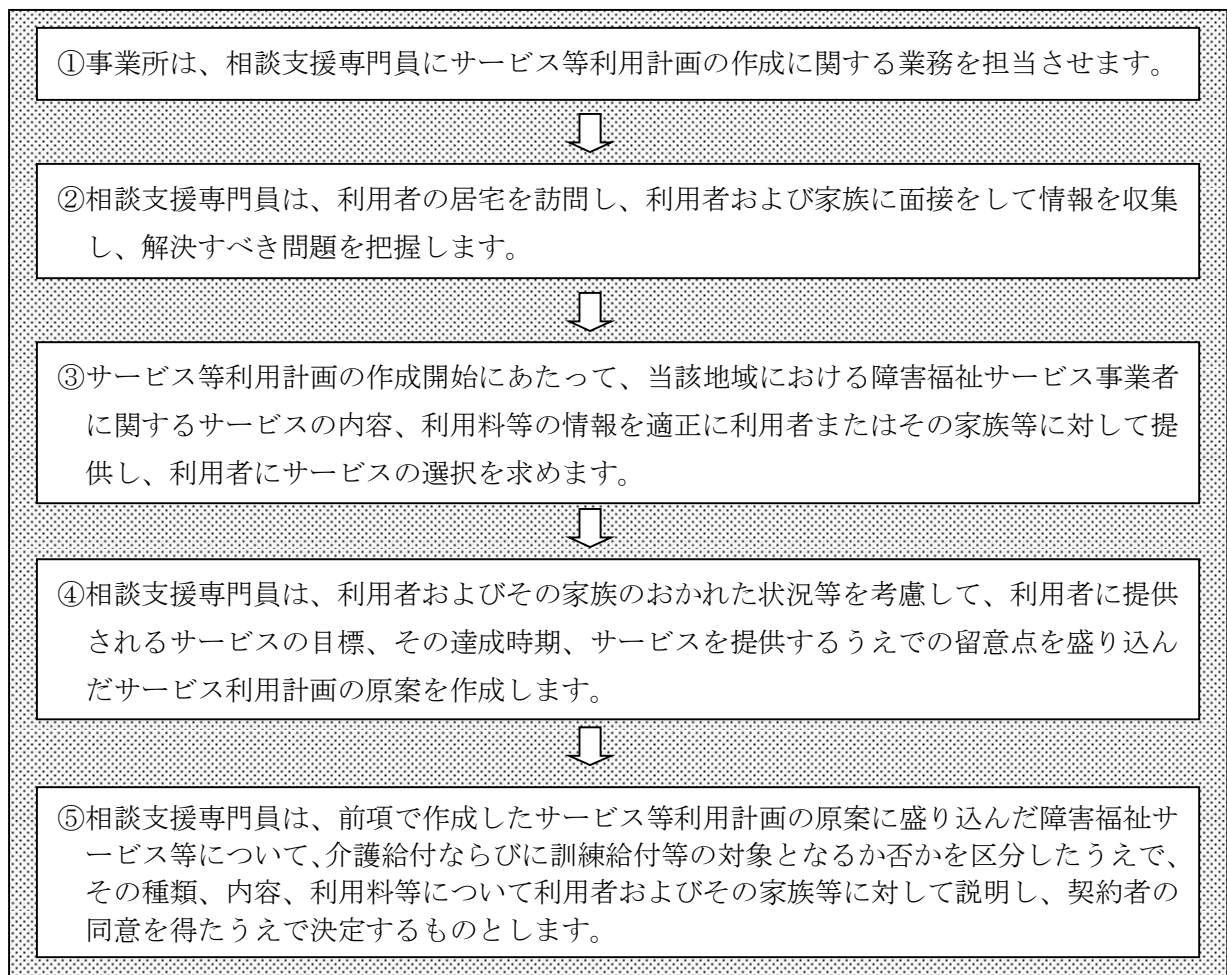 ①事業所は、相談支援専門員にサービス等利用計画の作成に関する業務を担当させます。
②相談支援専門員は、利用者の居宅を訪問し、利用者および家族に面接をして情報を収集
し、解決すべき問題を把握します。
③サービス等利用計画の作成開始にあたって、当該地域における障害福祉サービス事業者
に関するサービスの内容、利用料等の情報を適正に利用者またはその家族等に対して提
供し、利用者にサービスの選択を求めます。
④相談支援専門員は、利用者およびその家族のおかれた状況等を考慮して、利用者に提供
されるサービスの目標、その達成時期、サービスを提供するうえでの留意点を盛り込ん
だサービス利用計画の原案を作成します。
⑤相談支援専門員は、前項で作成したサービス等利用計画の原案に盛り込んだ障害福祉サ
ービス等について、介護給付ならびに訓練給付等の対象となるか否かを区分したうえで、
その種類、内容、利用料等について利用者およびその家族等に対して説明し、契約者の
同意を得たうえで決定するものとします。